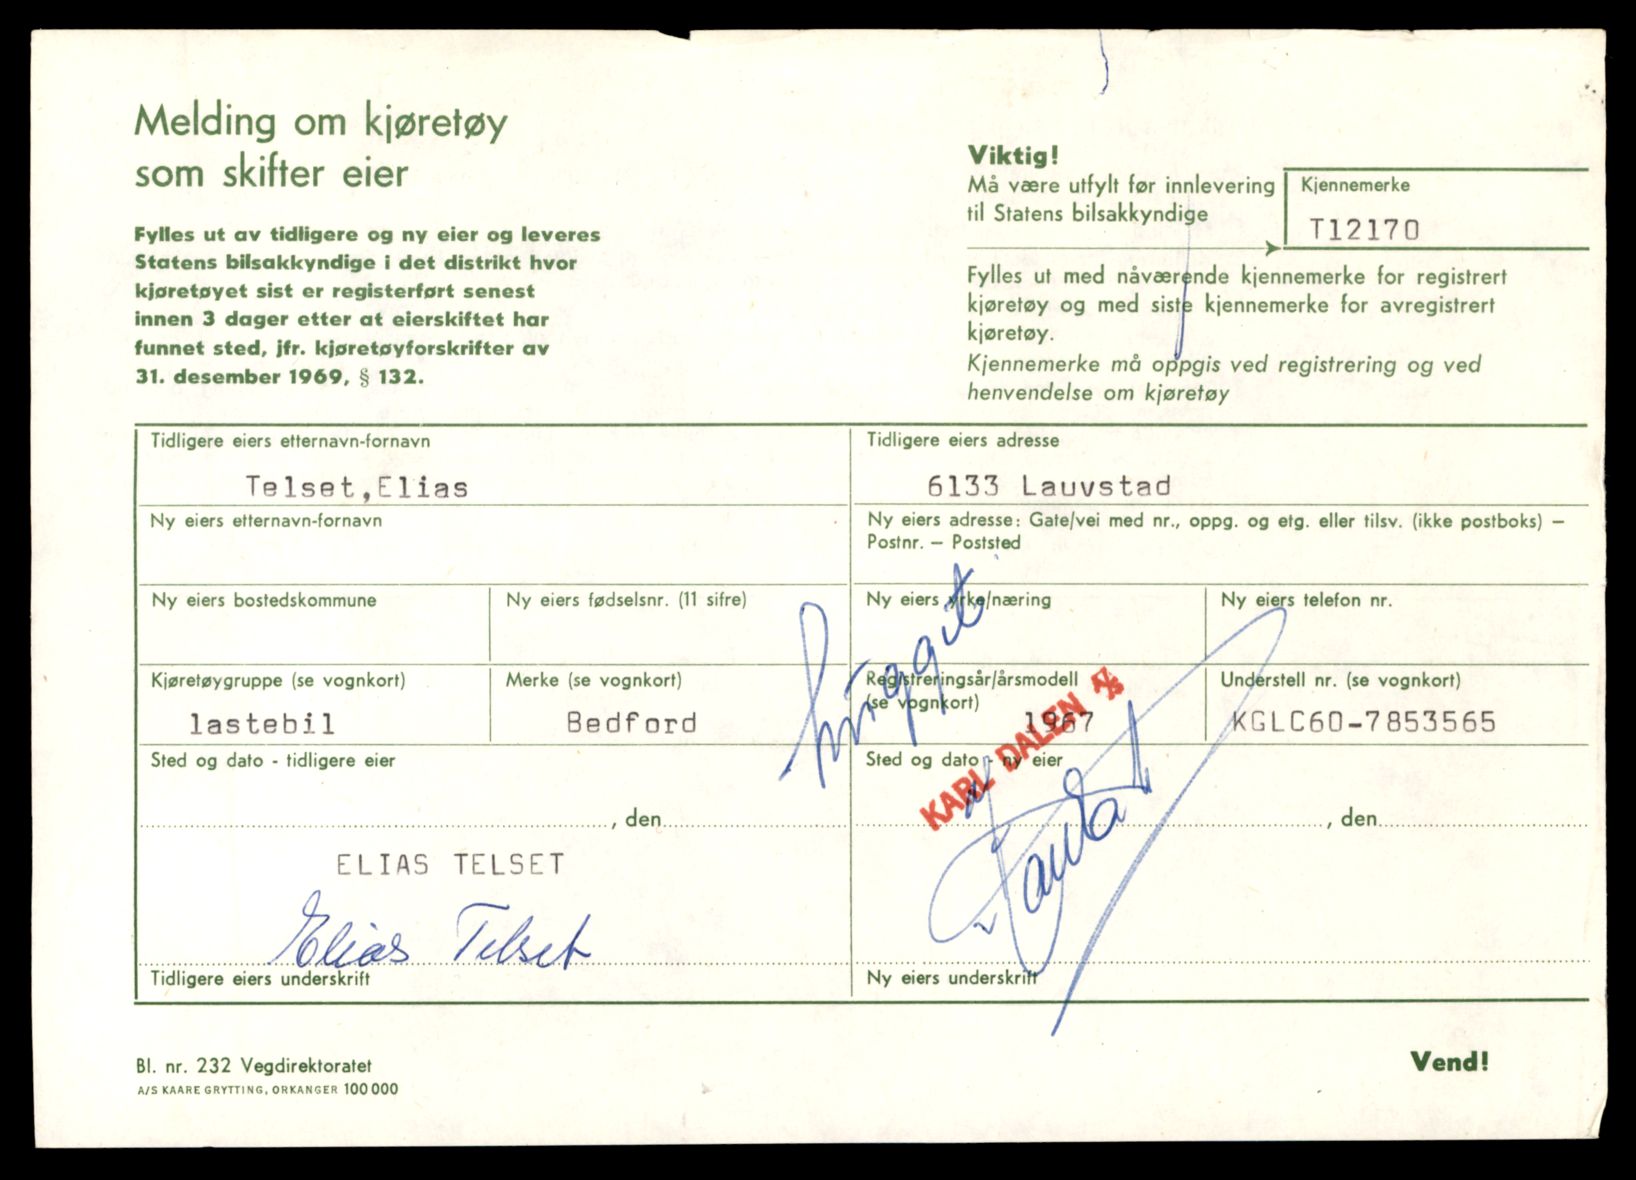 Melding om kjøretøy
som skifter eier
Fylles ut av tidligere og ny eier og leveres
Statens bilsakkyndige i det distrikt hvor
kjøretøyet sist er registerført senest
innen 3 dager etter at eierskiftet har
funnet sted, jfr. kjøretøyforskrifter av
31. desember 1969, § 132.
Viktig!
Må være utfylt før innlevering
til Statens bilsakkyndige
Kjennemerke
T12170
Fylles ut med nåværende kjennemerke for registrert
kjøretøy og med siste kjennemerke for avregistrert
kjøretøy.
Kjennemerke må oppgis ved registrering og ved
henvendelse om kjøretøy
Tidligere eiers etternavn-fornavn
Telset,Elias
Tidligere eiers adresse
6133 Lauvstad
Ny eiers etternavn-fornavn
Ny eiers adresse: Gate/vei med nr., oppg. og etg. eller tilsv. (ikke postboks) –
Postnr. – Poststed
Ny eiers bostedskommune
Ny eiers fødselsnr. (11 sifre)
Ny eiers yrke/næring
Ny eiers telefon nr.
Kjøretøygruppe (se vognkort)
lastebil
Merke (se vognkort)
Bedford
Registreringsår/årsmodell
(se vognkort)
1967
Understell nr. (se vognkort)
KGLC60-7853565
hugget
KARL DALEN A/S
Sted og dato - tidligere eier
, den
Sted og dato - ny eier
, den
ELIAS TELSET
Elias Telset
Tidligere eiers underskrift
Ny eiers underskrift
Bl. nr. 232 Vegdirektoratet
A/S KAARE GRYTTING, ORKANGER 100 000
Vend!